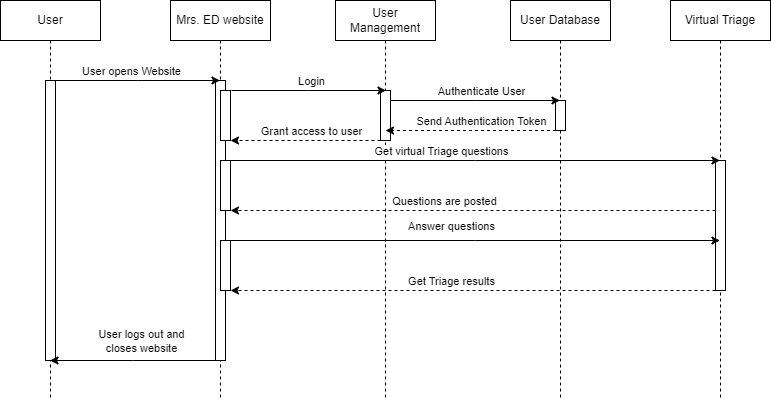 User
Mrs. ED website
User
Management
User Database
Virtual Triage
User opens Website
Login
Authenticate User
Send Authentication Token
Grant access to user
Get virtual Triage questions
Questions are posted
Answer questions
Get Triage results
User logs out and
closes website